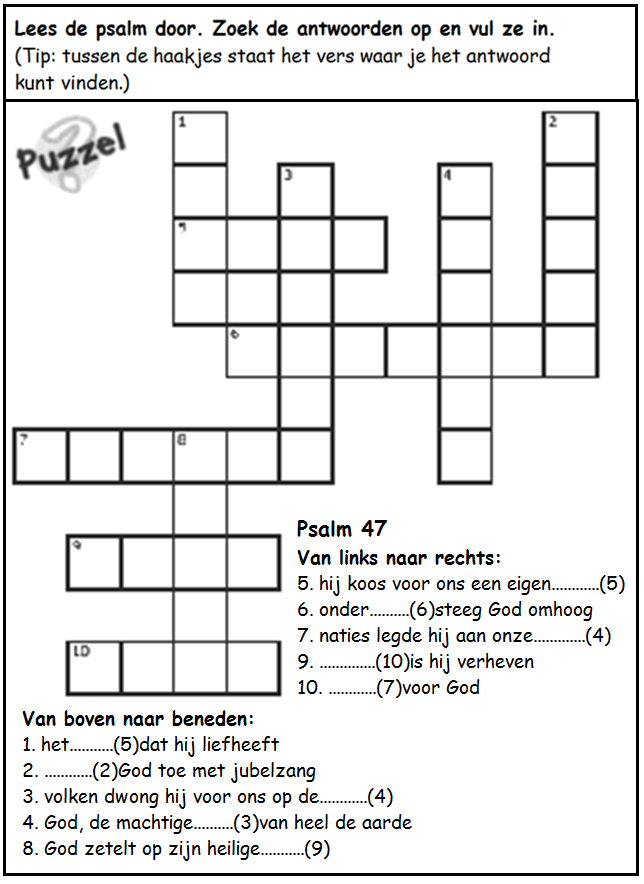 Lees de psalm door. Zoek de antwoorden op en vul ze in.
(Tip: tussen de haakjes staat het vers waar je het antwoord
kunt vinden.)
Puzzel
?
1
2
3
4
5
6
7
8
9
10
Psalm 47
Van links naar rechts:
5. hij koos voor ons een eigen............(5)
6. onder..........(6)steeg God omhoog
7. naties legde hij aan onze.............(4)
9. ..............(10)is hij verheven
10. ............(7)voor God
Van boven naar beneden:
1. het...........(5)dat hij liefheeft
2. ............(2)God toe met jubelzang
3. volken dwong hij voor ons op de............(4)
4. God, de machtige..........(3)van heel de aarde
8. God zetelt op zijn heilige...........(9)